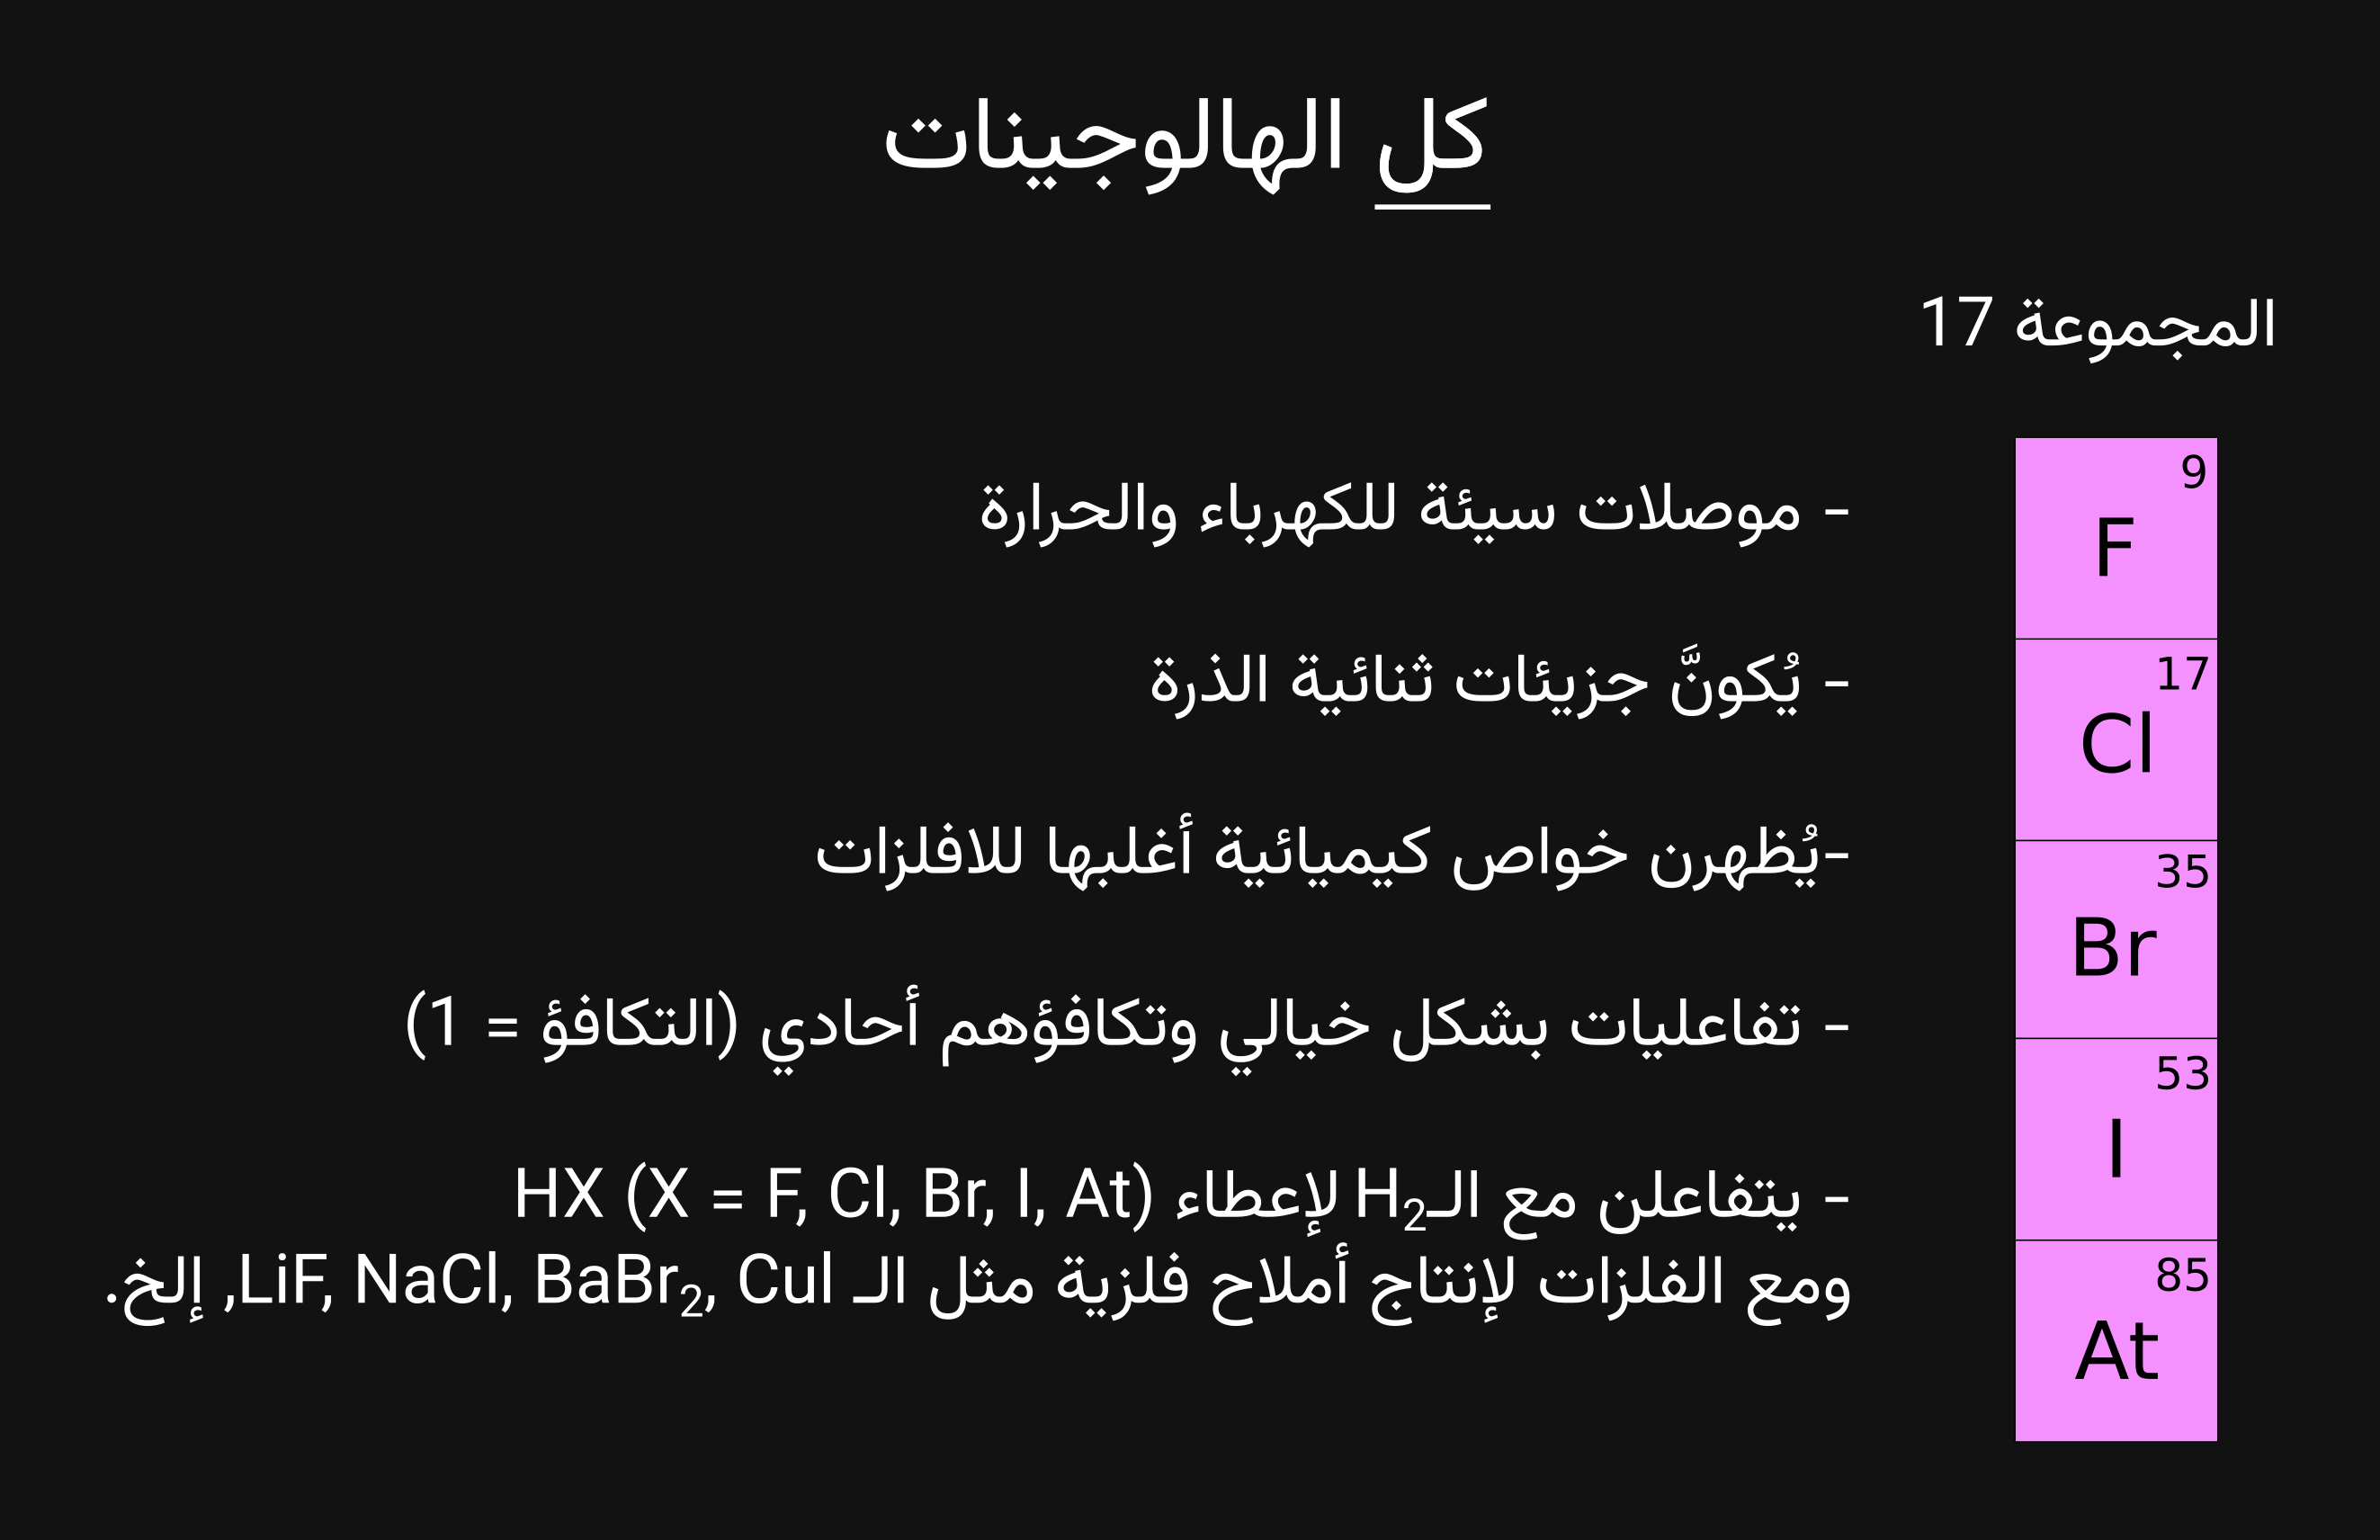 كل الهالوجينات
المجموعة 17
9
F
17
Cl
35
Br
53
I
85
At
- موصلات سيئة للكهرباء والحرارة
- يُكونَّ جزيئات ثنائية الذرة
-يُظهرن خواص كيميائية أغلبها للافلزات
- تفاعليات بشكل خيالي وتكافؤهم أحادي (التكافؤ = 1)
- يتفاعلن مع الـ H₂ لإعطاء HX (X = F, Cl, Br, I, At)
ومع الفلزات لإنتاج أملاح فلزية مثل الـ LiF, NaCl, BaBr₂, CuI, إلخ.